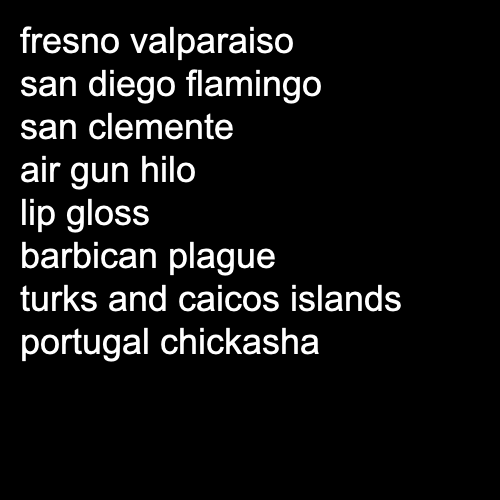 fresno valparaiso
san diego flamingo
san clemente
air gun hilo
lip gloss
barbican plague
turks and caicos islands
portugal chickasha